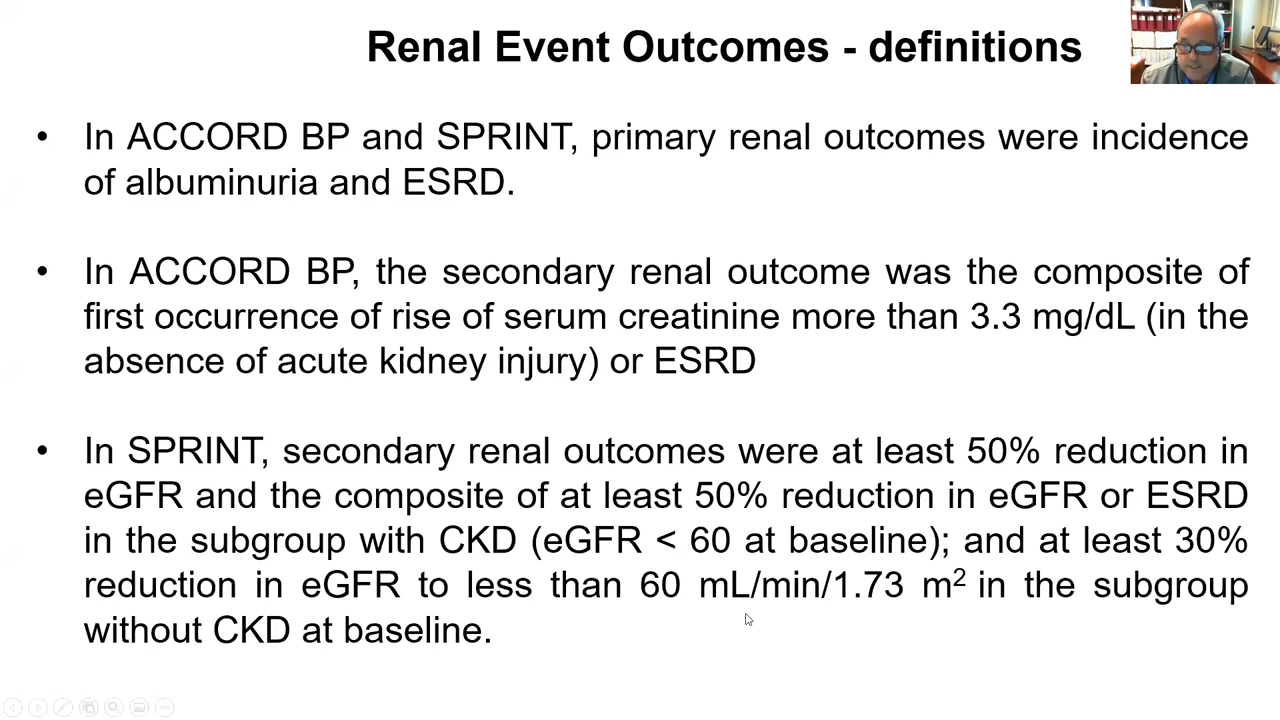 Renal Event Outcomes - definitions
• In ACCORD BP and SPRINT, primary renal outcomes were incidence
of albuminuria and ESRD.
• In ACCORD BP, the secondary renal outcome was the composite of
first occurrence of rise of serum creatinine more than 3.3 mg/dL (in the
absence of acute kidney injury) or ESRD
• In SPRINT, secondary renal outcomes were at least 50% reduction in
eGFR and the composite of at least 50% reduction in eGFR or ESRD
in the subgroup with CKD (eGFR < 60 at baseline); and at least 30%
reduction in eGFR to less than 60 mL/min/1.73 m² in the subgroup
without CKD at baseline.